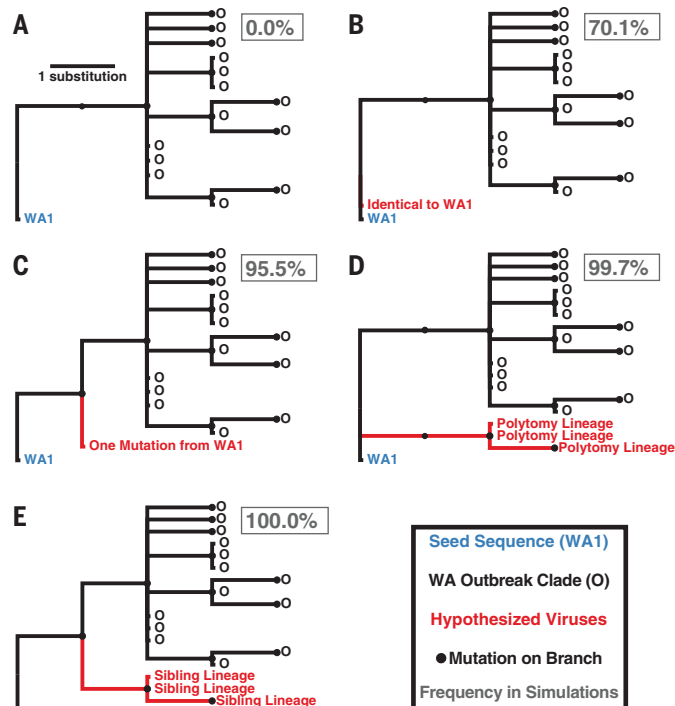 A
0.0%
O
O
O
1 substitution
O
O
O
O
O
O
O
O
O
O
O
WA1
B
70.1%
O
O
O
O
O
O
O
O
O
O
O
O
O
O
Identical to WA1
WA1
C
95.5%
O
O
O
O
O
O
O
O
O
O
O
O
O
O
One Mutation from WA1
WA1
D
99.7%
O
O
O
O
O
O
O
O
O
O
O
O
O
O
Polytomy Lineage
Polytomy Lineage
Polytomy Lineage
WA1
E
100.0%
O
O
O
O
O
O
O
O
O
O
O
O
O
O
Sibling Lineage
Sibling Lineage
Sibling Lineage
Seed Sequence (WA1)
WA Outbreak Clade (O)
Hypothesized Viruses
Mutation on Branch
Frequency in Simulations